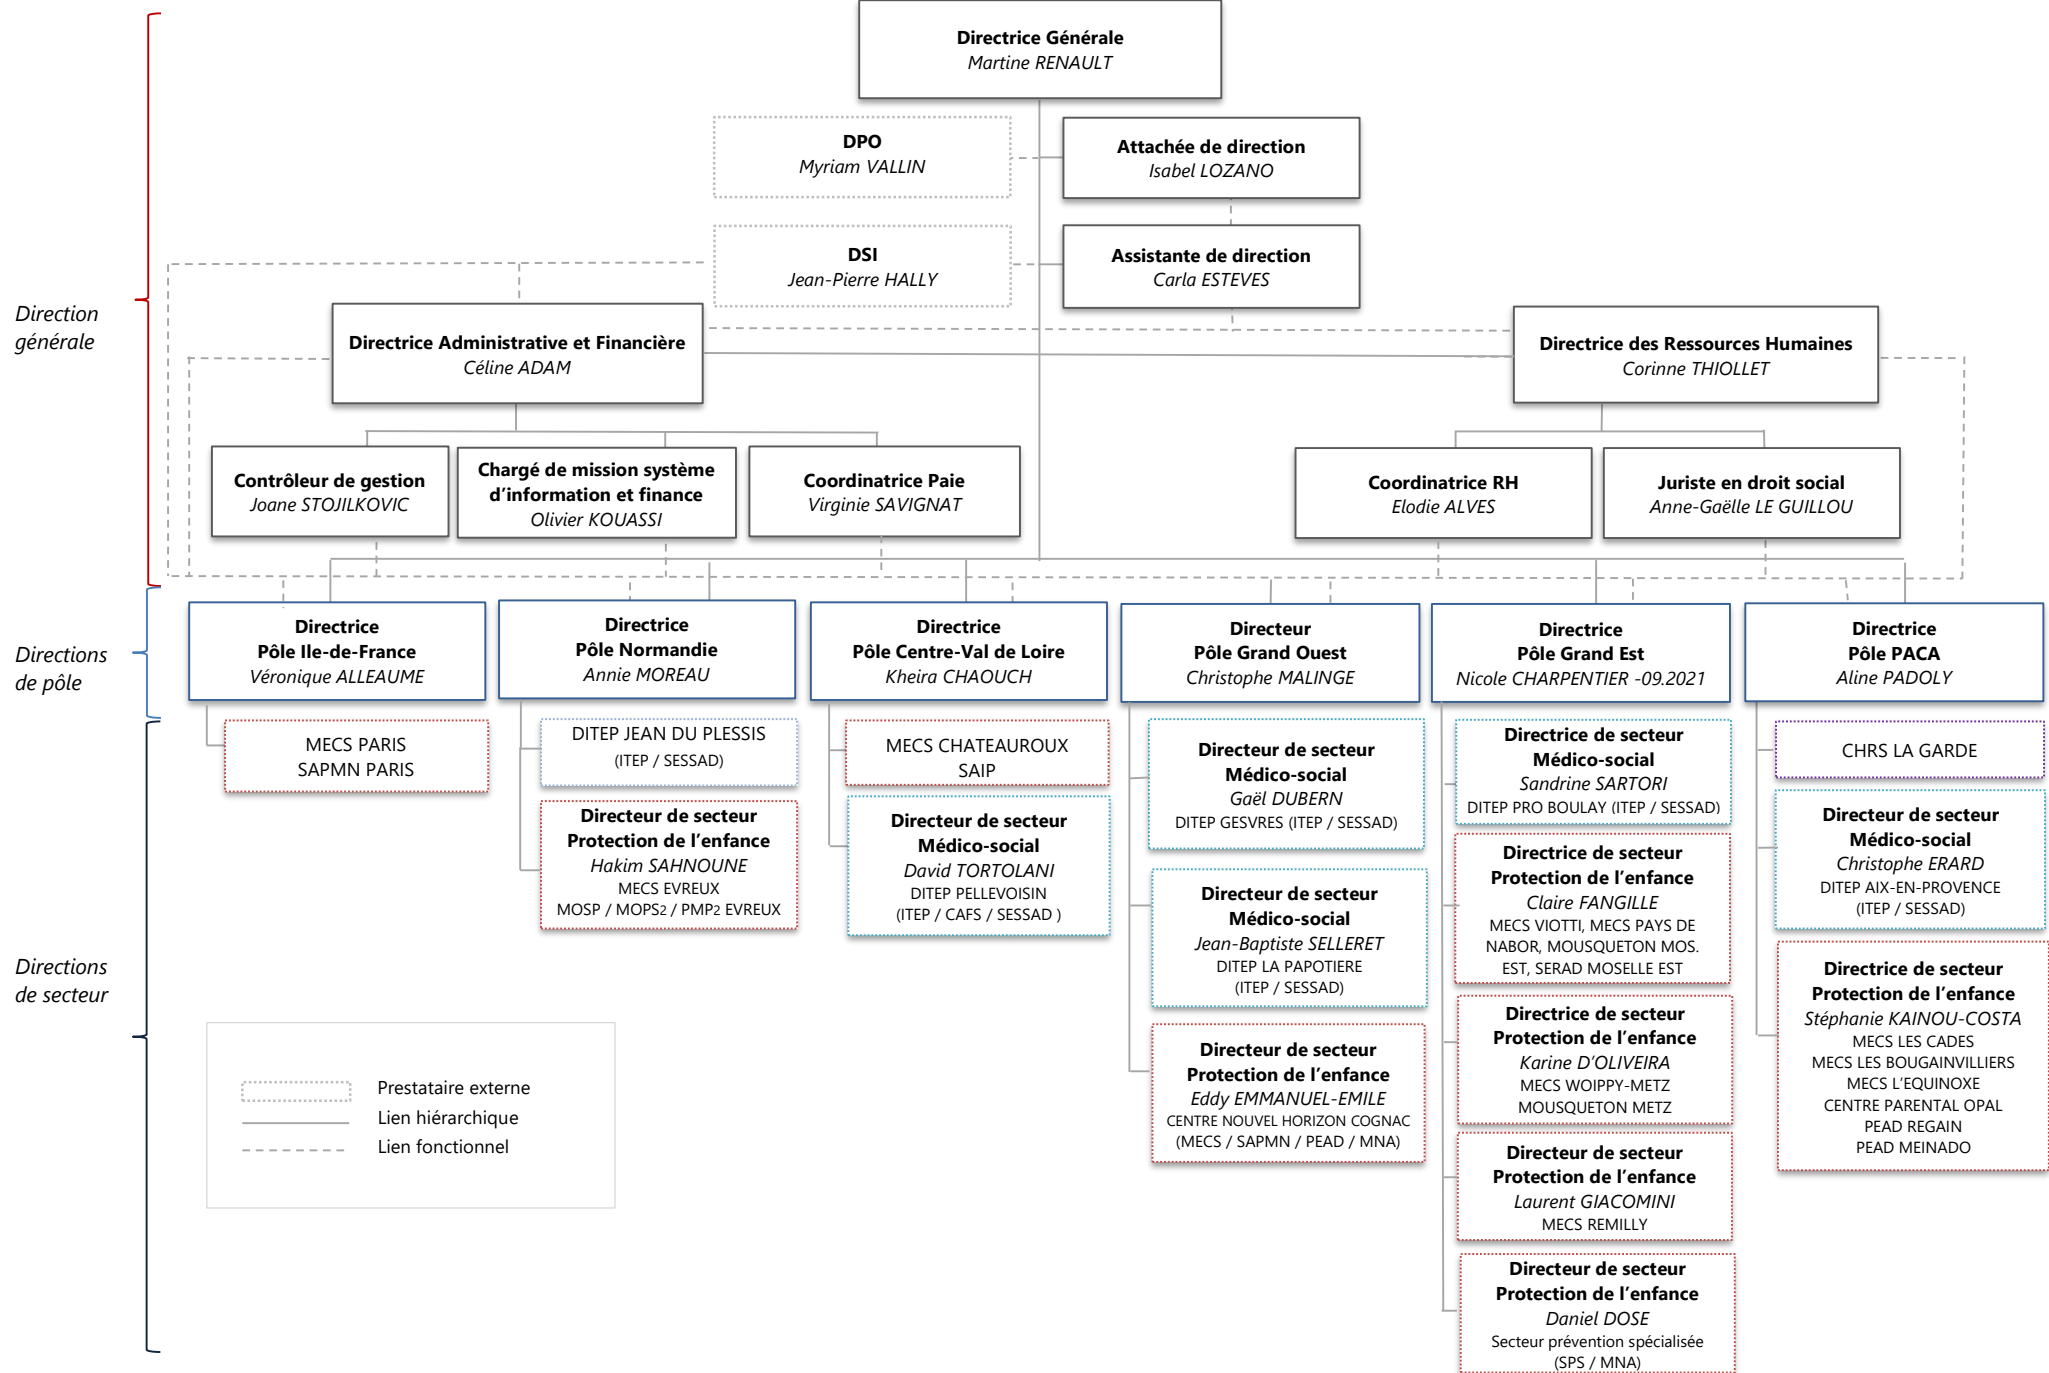 Directrice Générale
Martine RENAULT
DPO
Myriam VALLIN
Attachée de direction
Isabel LOZANO
DSI
Jean-Pierre HALLY
Assistante de direction
Carla ESTEVES
Direction
générale
Directrice Administrative et Financière
Céline ADAM
Directrice des Ressources Humaines
Corinne THIOLLET
Contrôleur de gestion
Joane STOJILKOVIC
Chargé de mission système
d’information et finance
Olivier KOUASSI
Coordinatrice Paie
Virginie SAVIGNAT
Coordinatrice RH
Elodie ALVES
Juriste en droit social
Anne-Gaëlle LE GUILLOU
Directions
de pôle
Directrice
Pôle Ile-de-France
Véronique ALLEAUME
Directrice
Pôle Normandie
Annie MOREAU
Directrice
Pôle Centre-Val de Loire
Kheira CHAOUCH
Directeur
Pôle Grand Ouest
Christophe MALINGE
Directrice
Pôle Grand Est
Nicole CHARPENTIER -09.2021
Directrice
Pôle PACA
Aline PADOLY
Directions
de secteur
MECS PARIS
SAPMN PARIS
DITEP JEAN DU PLESSIS
(ITEP / SESSAD)
Directeur de secteur
Protection de l’enfance
Hakim SAHNOUNE
MECS EVREUX
MOSP / MOPS2 / PMP2 EVREUX
MECS CHATEAUROUX
SAIP
Directeur de secteur
Médico-social
David TORTOLANI
DITEP PELLEVOISIN
(ITEP / CAFS / SESSAD )
Directeur de secteur
Médico-social
Gaël DUBERN
DITEP GESVRES (ITEP / SESSAD)
Directeur de secteur
Médico-social
Jean-Baptiste SELLERET
DITEP LA PAPOTIERE
(ITEP / SESSAD)
Directeur de secteur
Protection de l’enfance
Eddy EMMANUEL-EMILE
CENTRE NOUVEL HORIZON COGNAC
(MECS / SAPMN / PEAD / MNA)
Directrice de secteur
Médico-social
Sandrine SARTORI
DITEP PRO BOULAY (ITEP / SESSAD)
Directrice de secteur
Protection de l’enfance
Claire FANGILLE
MECS VIOTTI, MECS PAYS DE
NABOR, MOUSQUETON MOS.
EST, SERAD MOSELLE EST
Directrice de secteur
Protection de l’enfance
Karine D’OLIVEIRA
MECS WOIPPY-METZ
MOUSQUETON METZ
Directeur de secteur
Protection de l’enfance
Laurent GIACOMINI
MECS REMILLY
Directeur de secteur
Protection de l’enfance
Daniel DOSE
Secteur prévention spécialisée
(SPS / MNA)
CHRS LA GARDE
Directeur de secteur
Médico-social
Christophe ERARD
DITEP AIX-EN-PROVENCE
(ITEP / SESSAD)
Directrice de secteur
Protection de l’enfance
Stéphanie KAINOU-COSTA
MECS LES CADES
MECS LES BOUGAINVILLIERS
MECS L’EQUINOXE
CENTRE PARENTAL OPAL
PEAD REGAIN
PEAD MEINADO
Prestataire externe
Lien hiérarchique
Lien fonctionnel